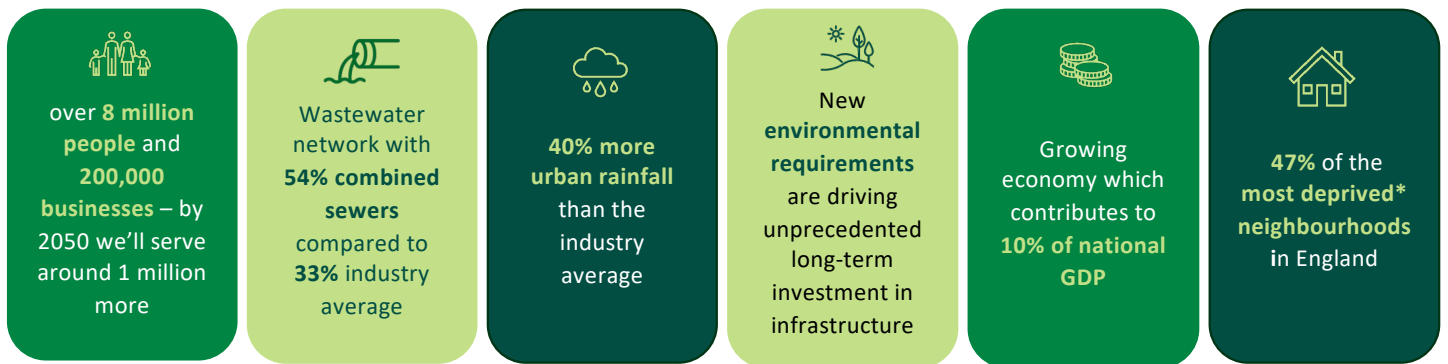 over 8 million
people and
200,000
businesses – by
2050 we’ll serve
around 1 million
more
Wastewater
network with
54% combined
sewers
compared to
33% industry
average
40% more
urban rainfall
than the
industry
average
New
environmental
requirements
are driving
unprecedented
long-term
investment in
infrastructure
Growing
economy which
contributes to
10% of national
GDP
47% of the
most deprived*
neighbourhoods
in England